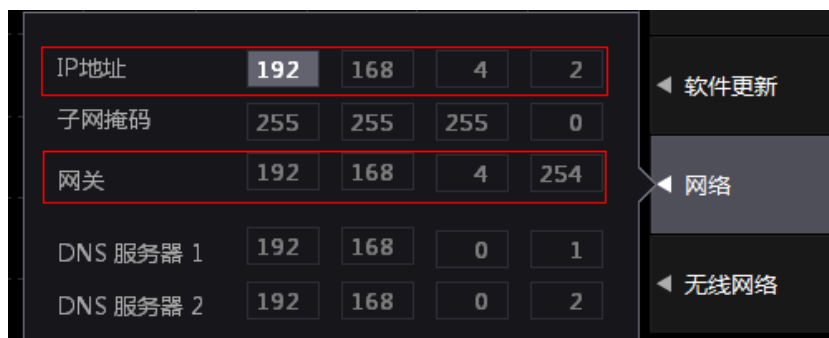 IP地址 192 168 4 2
子网掩码 255 255 255 0
网关 192 168 4 254
DNS 服务器 1 192 168 0 1
DNS 服务器 2 192 168 0 2
软件更新
网络
无线网络